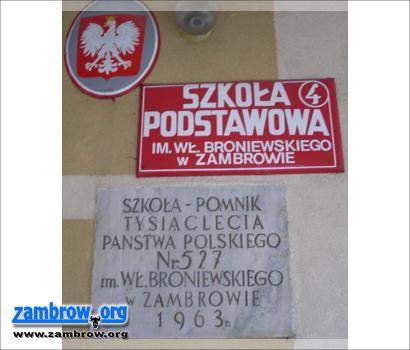 SZKOŁA 4
PODSTAWOWA
IM. WŁ. BRONIEWSKIEGO
w ZAMBROWIE
SZKOŁA - POMNIK
TYSIĄCLECIA
PAŃSTWA POLSKIEGO
Nr 527
im. WŁ. BRONIEWSKIEGO
w ZAMBROWIE
1963 r.
zambrow.org
www.zambrow.org